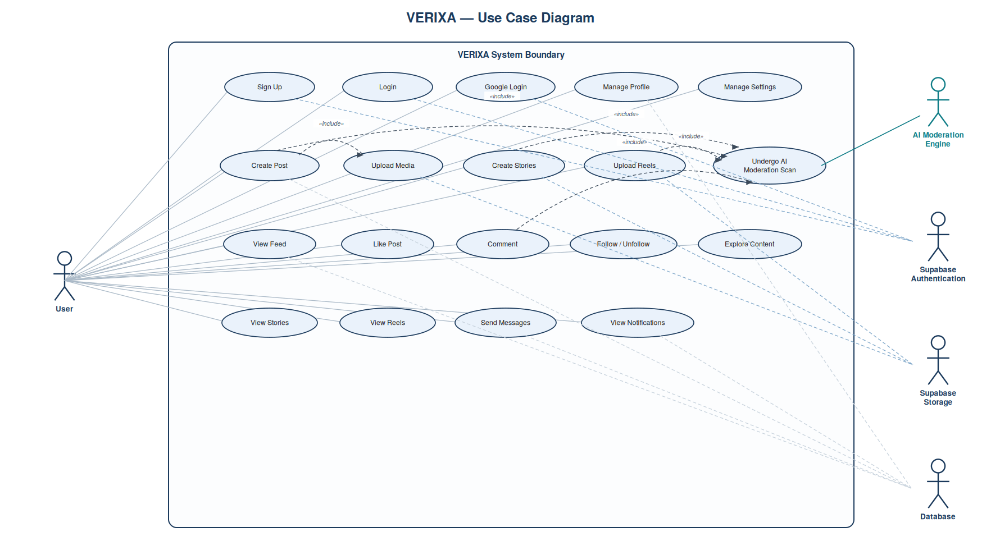 VERIXA — Use Case Diagram
VERIXA System Boundary
Sign Up
Login
Google Login
Manage Profile
Manage Settings
«include»
«include»
«include»
«include»
«include»
AI Moderation
Engine
Create Post
Upload Media
Create Stories
Upload Reels
Undergo AI
Moderation Scan
View Feed
Like Post
Comment
Follow / Unfollow
Explore Content
Supabase
Authentication
User
View Stories
View Reels
Send Messages
View Notifications
Supabase
Storage
Database